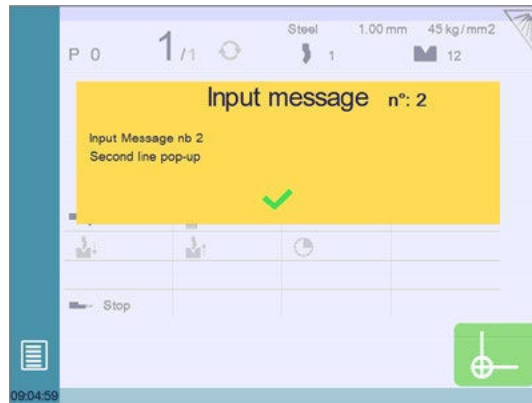 Steel 1.00 mm 45 kg/mm2
P 0 1/1 1 12
Input message n°: 2
Input Message nb 2
Second line pop-up
Stop
09:04:59